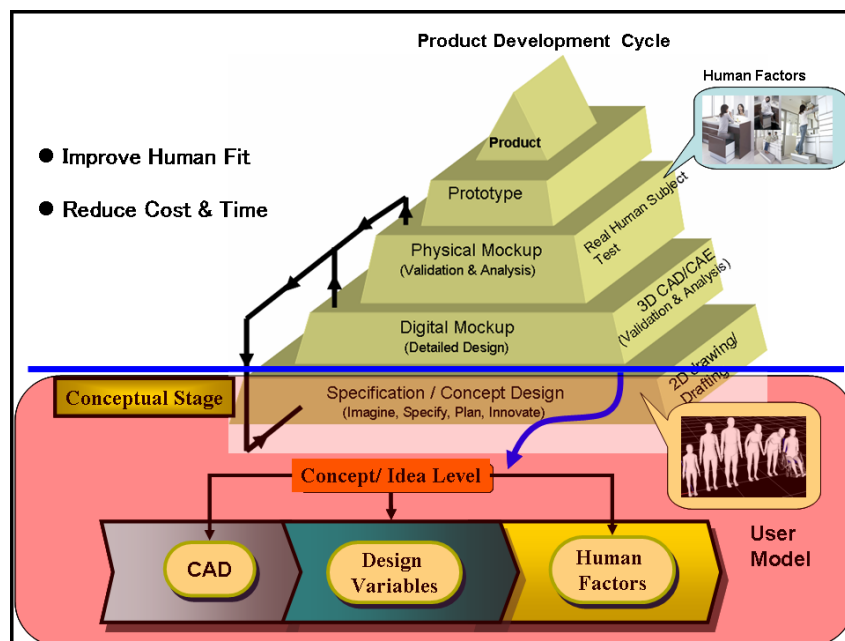 Product Development Cycle
Human Factors
● Improve Human Fit
● Reduce Cost & Time
Product
Prototype
Physical Mockup
(Validation & Analysis)
Real Human Subject
Test
Digital Mockup
(Detailed Design)
3D CAD/CAE
(Validation & Analysis)
Conceptual Stage
Specification / Concept Design
(Imagine, Specify, Plan, Innovate)
2D drawing/
Drafting
Concept/ Idea Level
CAD
Design
Variables
Human
Factors
User
Model